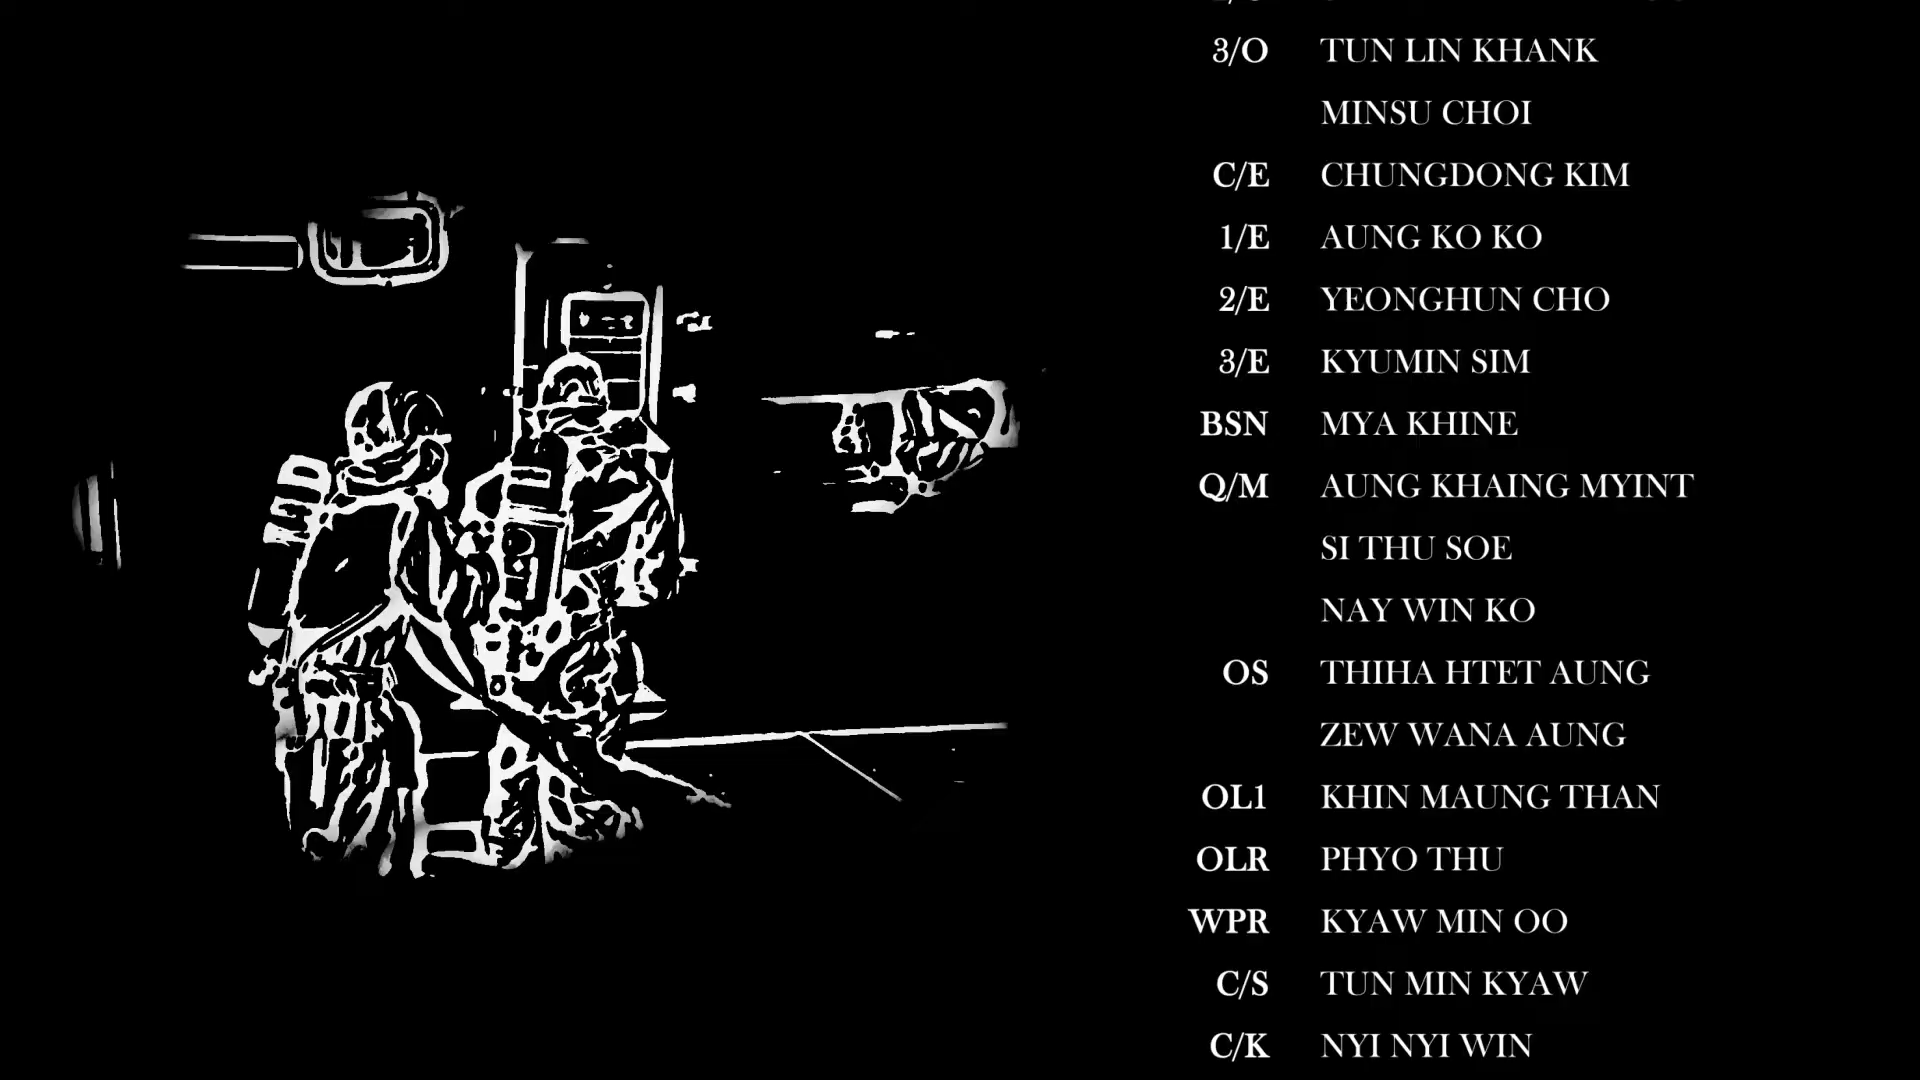 3/O TUN LIN KHANK
MINSU CHOI
C/E CHUNGDONG KIM
1/E AUNG KO KO
2/E YEONGHUN CHO
3/E KYUMIN SIM
BSN MYA KHINE
Q/M AUNG KHAING MYINT
SI THU SOE
NAY WIN KO
OS THIHA HTET AUNG
ZEW WANA AUNG
OL1 KHIN MAUNG THAN
OLR PHYO THU
WPR KYAW MIN OO
C/S TUN MIN KYAW
C/K NYI NYI WIN